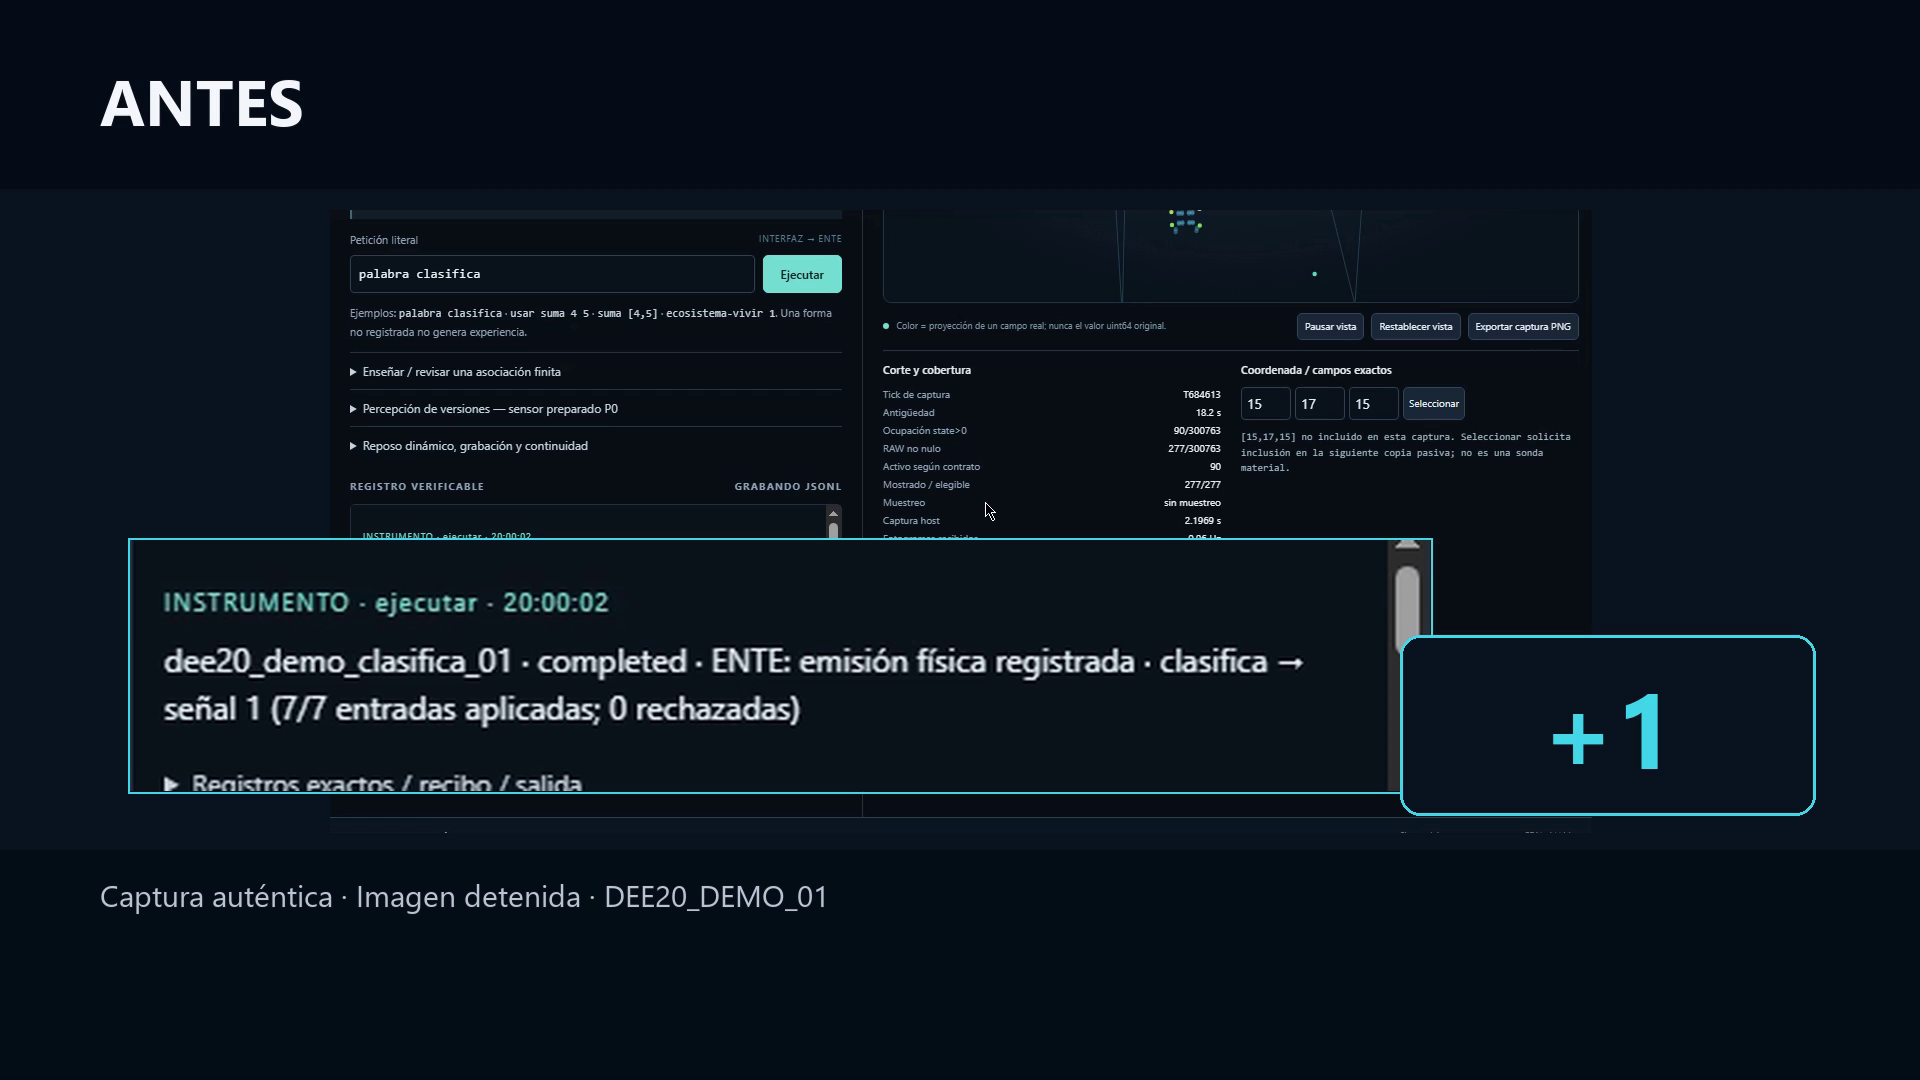 ANTES
Petición literal
INTERFAZ → ENTE
palabra clasifica
Ejecutar
Ejemplos: palabra clasifica · usar suma 4 5 · suma [4,5] · ecosistema-vivir 1. Una forma
no registrada no genera experiencia.
▶ Enseñar / revisar una asociación finita
▶ Percepción de versiones — sensor preparado P0
▶ Reposo dinámico, grabación y continuidad
REGISTRO VERIFICABLE
GRABANDO JSONL
INSTRUMENTO · ejecutar · 20:00:02
Color = proyección de un campo real; nunca el valor uint64 original.
Pausar vista
Restablecer vista
Exportar captura PNG
Corte y cobertura
Tick de captura T684613
Antigüedad 18.2 s
Ocupación state>0 90/300763
RAW no nulo 277/300763
Activo según contrato 90
Mostrado / elegible 277/277
Muestreo sin muestreo
Captura host 2.1969 s
Coordenada / campos exactos
15 17 15 Seleccionar
[15,17,15] no incluido en esta captura. Seleccionar solicita
inclusión en la siguiente copia pasiva; no es una sonda
material.
INSTRUMENTO · ejecutar · 20:00:02
dee20_demo_clasifica_01 · completed · ENTE: emisión física registrada · clasifica →
señal 1 (7/7 entradas aplicadas; 0 rechazadas)
▶ Registros exactos / recibo / salida
+1
Captura auténtica · Imagen detenida · DEE20_DEMO_01